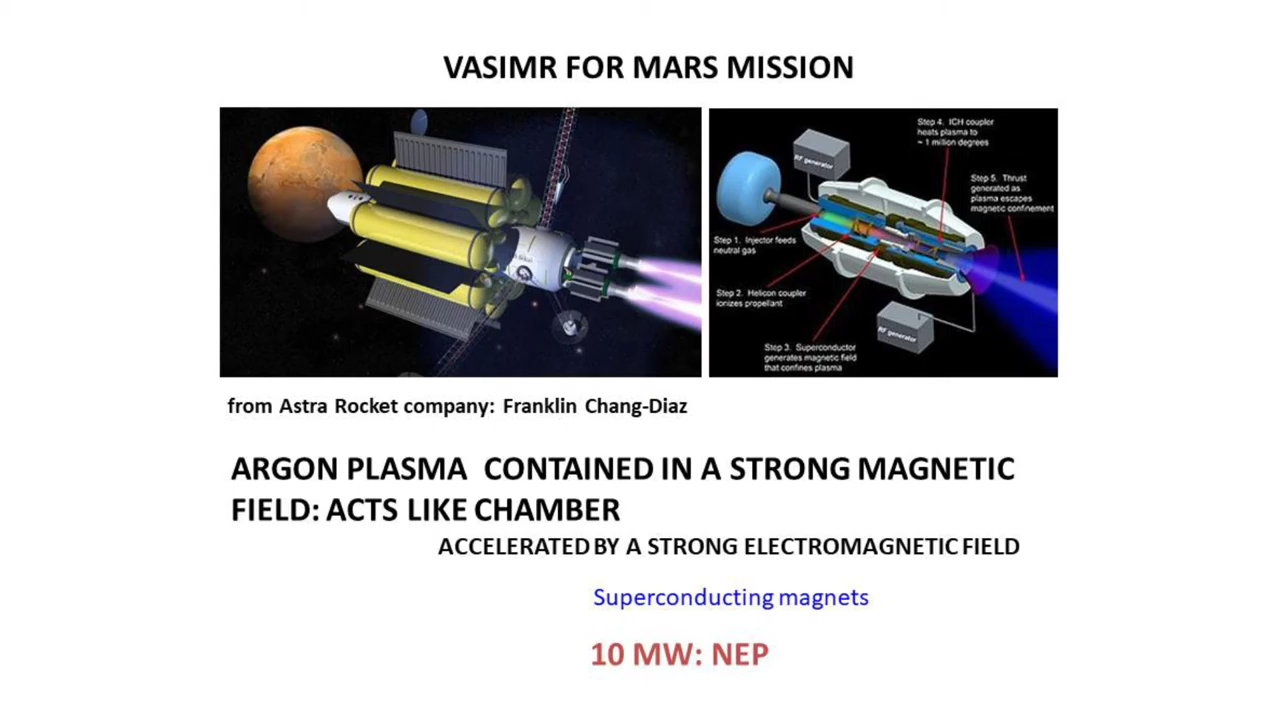 VASIMR FOR MARS MISSION
Step 4. ICH coupler
heats plasma to
~ 1 million degrees
RF generator
Step 5. Thrust
generated as
plasma escapes
magnetic confinement
Step 1. Injector feeds
neutral gas
Step 2. Helicon coupler
ionizes propellant
RF generator
Step 3. Superconductor
generates magnetic field
that confines plasma
from Astra Rocket company: Franklin Chang-Diaz
ARGON PLASMA CONTAINED IN A STRONG MAGNETIC
FIELD: ACTS LIKE CHAMBER
ACCELERATED BY A STRONG ELECTROMAGNETIC FIELD
Superconducting magnets
10 MW: NEP